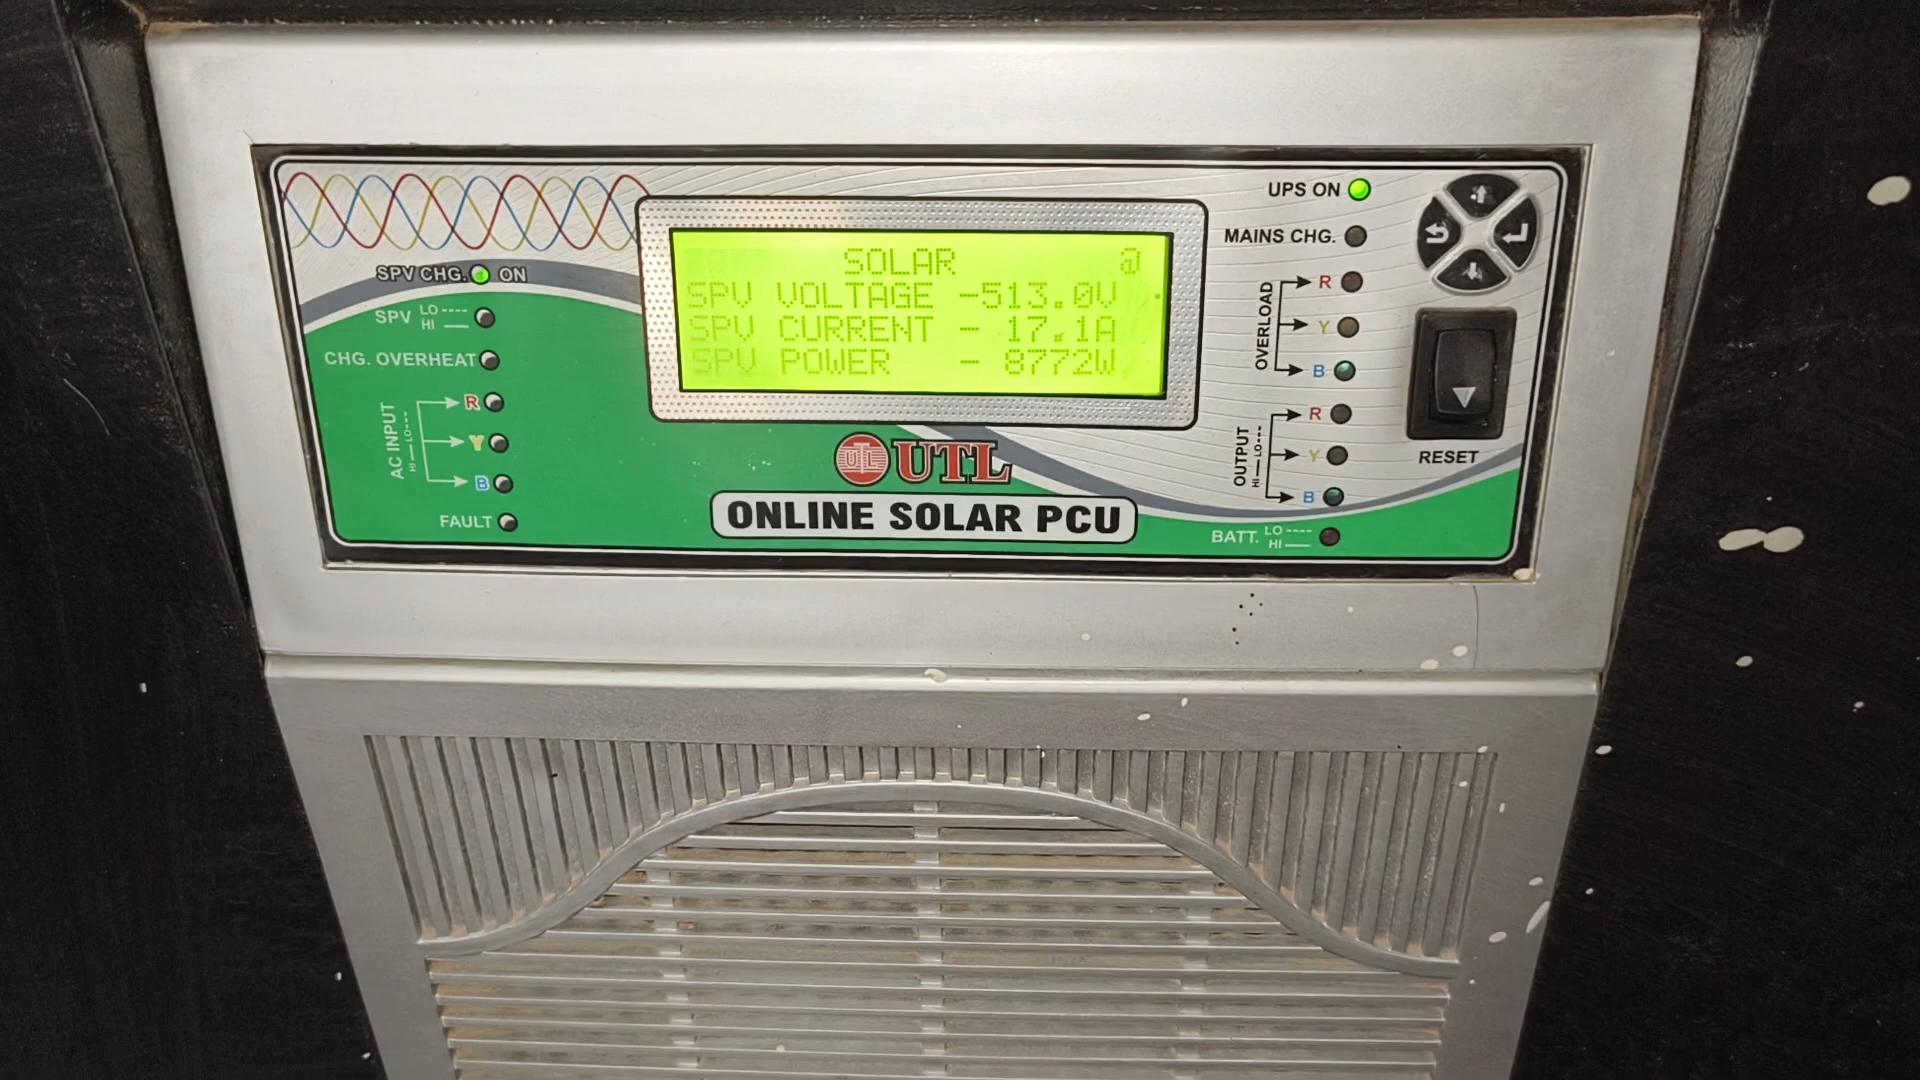 SOLAR @
SPV VOLTAGE -513.0V
SPV CURRENT - 17.1A
SPV POWER - 8772W
SPV CHG. ON
SPV LO ----
HI —
CHG. OVERHEAT
AC INPUT
HI — LO ---
R
Y
B
FAULT
UTL
UTL
ONLINE SOLAR PCU
UPS ON
MAINS CHG.
OVERLOAD
R
Y
B
OUTPUT
HI — LO ---
R
Y
B
BATT. LO ----
HI —
RESET